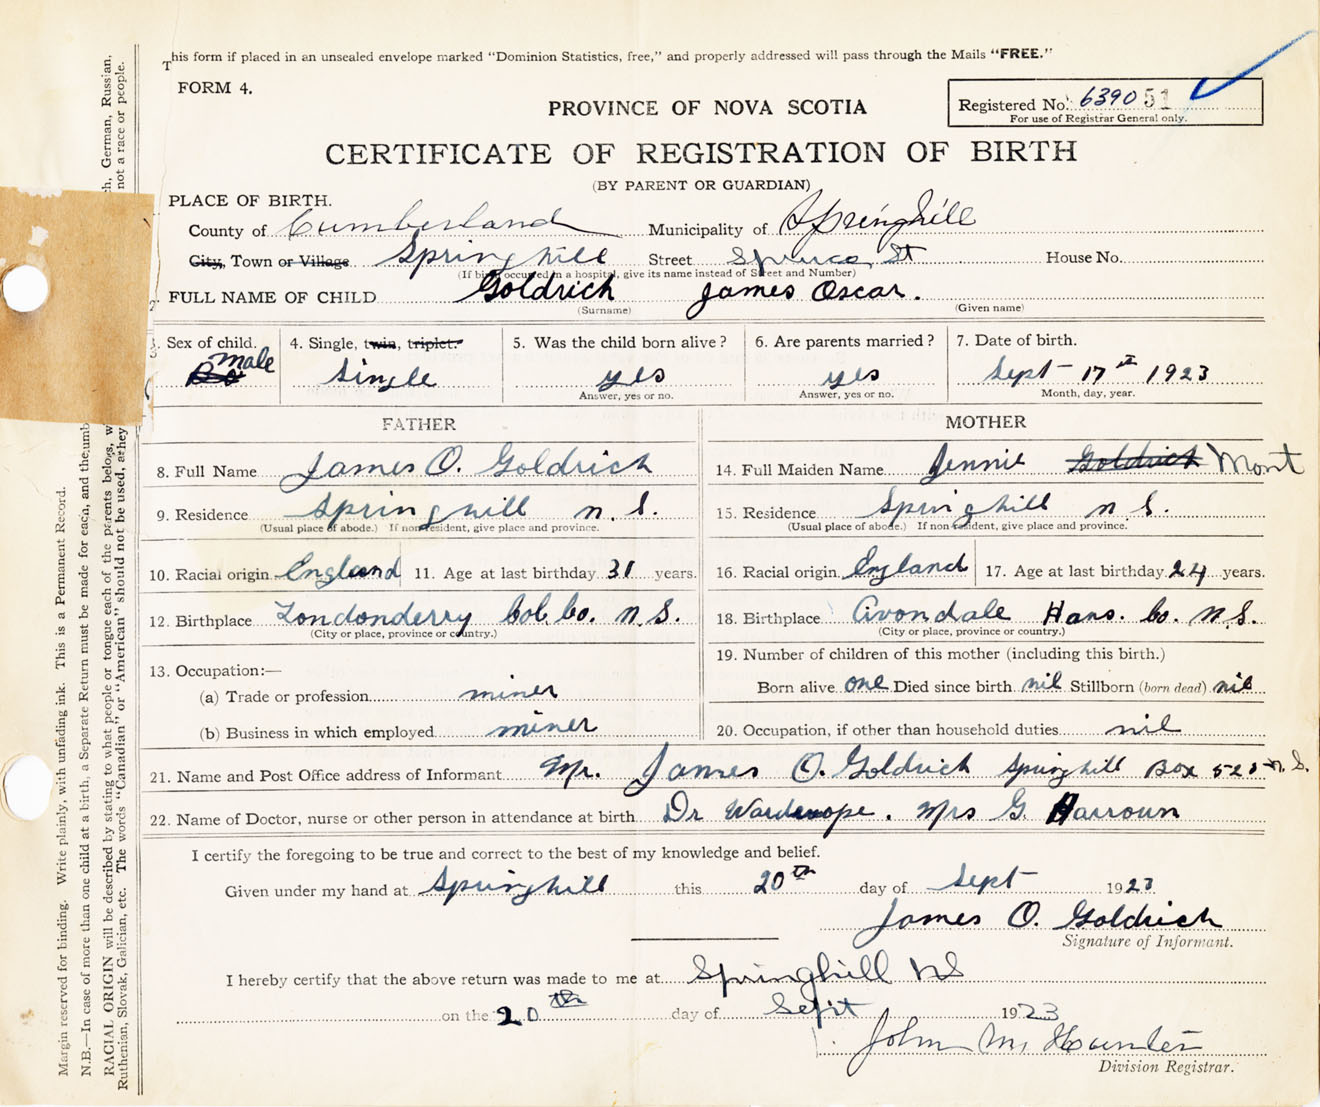 This form if placed in an unsealed envelope marked "Dominion Statistics, free," and properly addressed will pass through the Mails "FREE."
FORM 4.
Registered No. 6390 51
For use of Registrar General only.
PROVINCE OF NOVA SCOTIA
CERTIFICATE OF REGISTRATION OF BIRTH
(BY PARENT OR GUARDIAN)
PLACE OF BIRTH.
County of Cumberland Municipality of Springhill
City, Town or Village Springhill Street Spruce St House No.
(If birth occurred in a hospital, give its name instead of Street and Number)
FULL NAME OF CHILD Goldrich James Oscar.
(Surname) (Given name)
3. Sex of child. 4. Single, twin, triplet. 5. Was the child born alive? 6. Are parents married? 7. Date of birth.
male Single yes yes Sept 17th 1923
Answer, yes or no. Answer, yes or no. Month, day, year.
FATHER MOTHER
8. Full Name James O. Goldrich 14. Full Maiden Name Jennie Goldrich Mont
9. Residence Springhill N.S. 15. Residence Springhill N.S.
(Usual place of abode.) If non-resident, give place and province. (Usual place of abode.) If non-resident, give place and province.
10. Racial origin England 11. Age at last birthday 31 years. 16. Racial origin England 17. Age at last birthday 24 years.
12. Birthplace Londonderry Col. Co. N.S. 18. Birthplace Avondale Hans. Co. N.S.
(City or place, province or country.) (City or place, province or country.)
13. Occupation:— 19. Number of children of this mother (including this birth.)
(a) Trade or profession miner Born alive one Died since birth nil Stillborn (born dead) nil
(b) Business in which employed miner 20. Occupation, if other than household duties nil
21. Name and Post Office address of Informant Mr. James O. Goldrich Springhill Box 523 N.S.
22. Name of Doctor, nurse or other person in attendance at birth Dr Wardrope. Mrs G. Harroun
I certify the foregoing to be true and correct to the best of my knowledge and belief.
Given under my hand at Springhill this 20th day of Sept 1923
James O. Goldrich
Signature of Informant.
I hereby certify that the above return was made to me at Springhill NS
on the 20th day of Sept 1923
John M. Hunter
Division Registrar.
Margin reserved for binding. Write plainly, with unfading ink. This is a Permanent Record.
N.B.—In case of more than one child at a birth, a Separate Return must be made for each, and the numb
RACIAL ORIGIN will be described by stating to what people or tongue each of the parents belogs, w ch, German, Russian,
Ruthenian, Slovak, Galician, etc. The words "Canadian" or "American" should not be used, as they not a race or people.